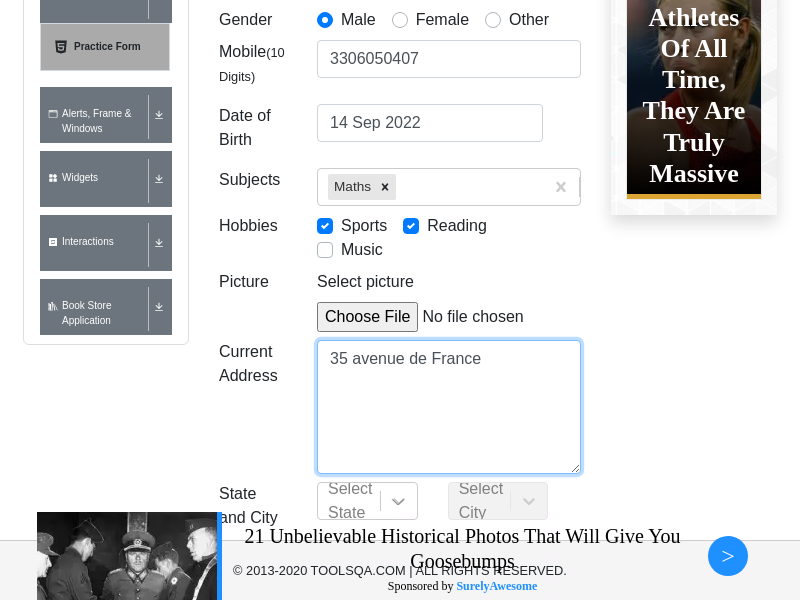 Practice Form
Alerts, Frame &
Windows
Widgets
Interactions
Book Store
Application
Gender
Male Female Other
Mobile(10
Digits)
3306050407
Date of
Birth
14 Sep 2022
Subjects
Maths
Hobbies
Sports Reading
Music
Picture
Select picture
Choose File No file chosen
Current
Address
35 avenue de France
State
and City
Select
State
Select
City
Athletes
Of All
Time,
They Are
Truly
Massive
21 Unbelievable Historical Photos That Will Give You
Goosebumps
© 2013-2020 TOOLSQA.COM | ALL RIGHTS RESERVED.
Sponsored by SurelyAwesome
>